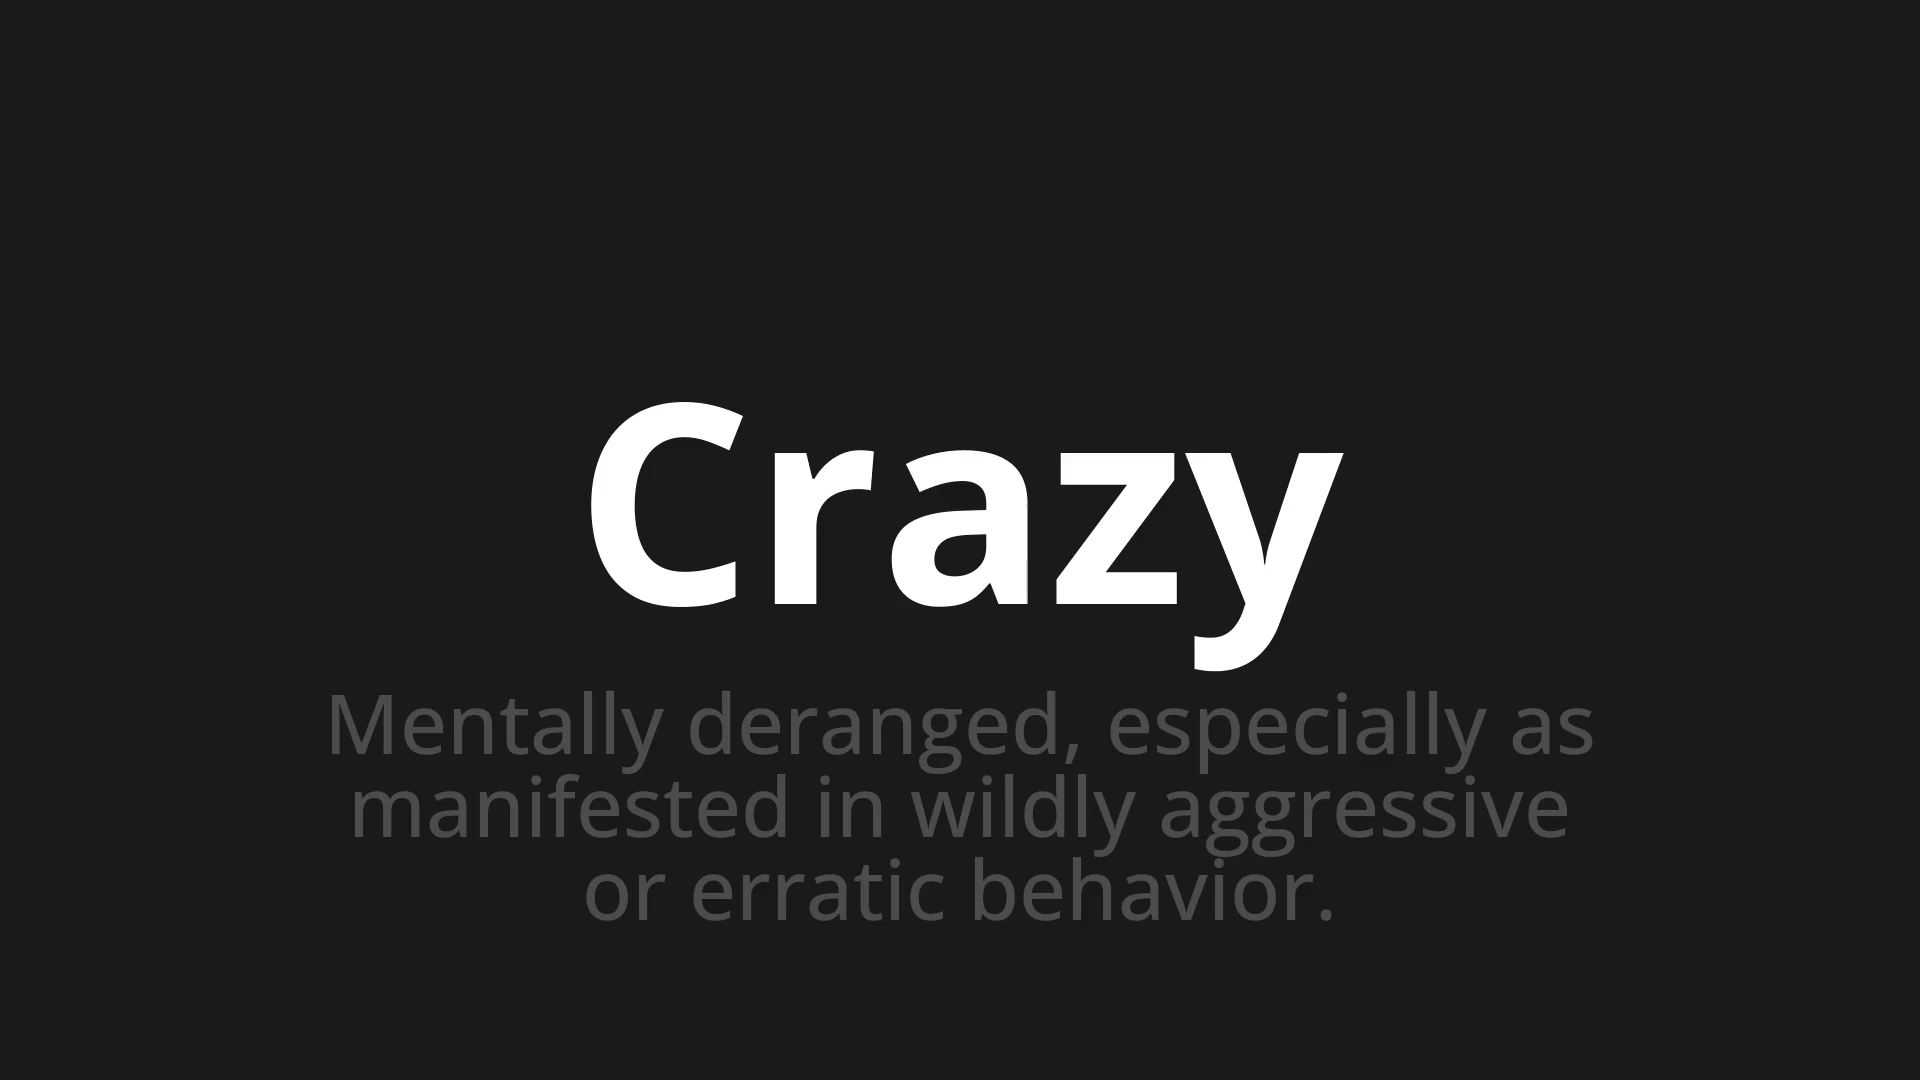 Crazy
Mentally deranged, especially as
manifested in wildly aggressive
or erratic behavior.